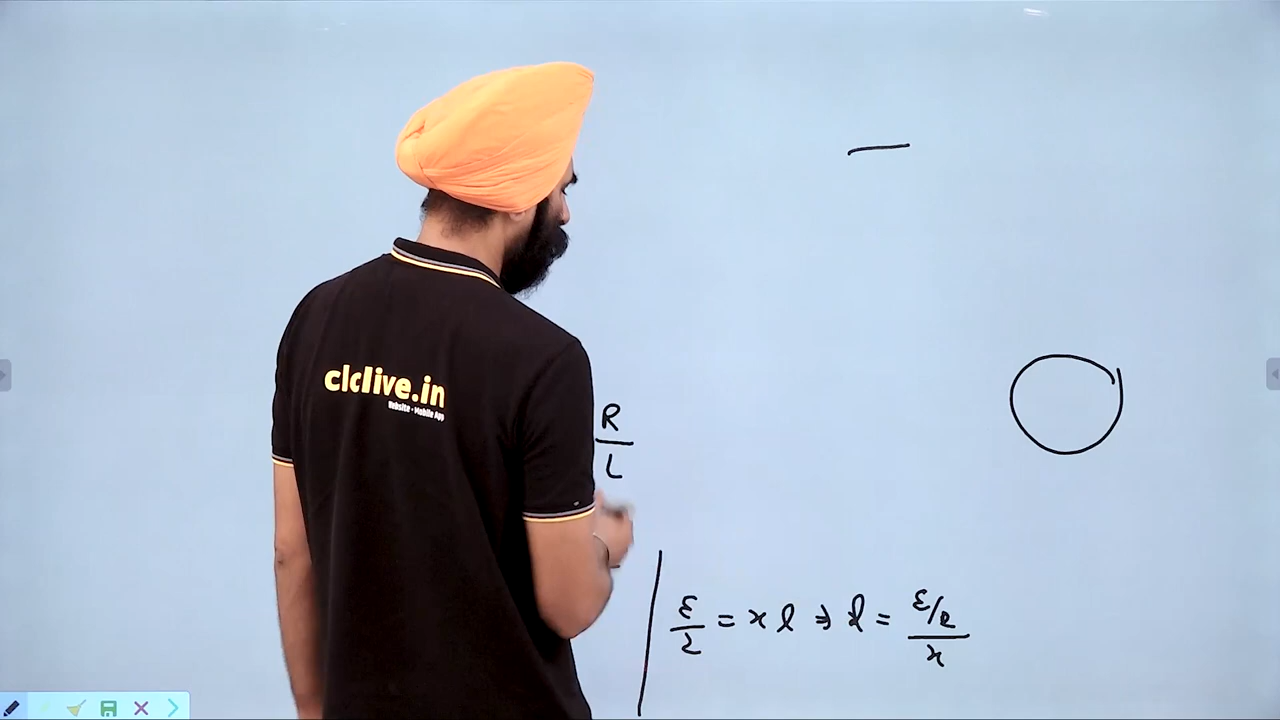 clclive.in
Website • Mobile App
R
L
ε/2 = xl ⇒ l = (ε/2)/x